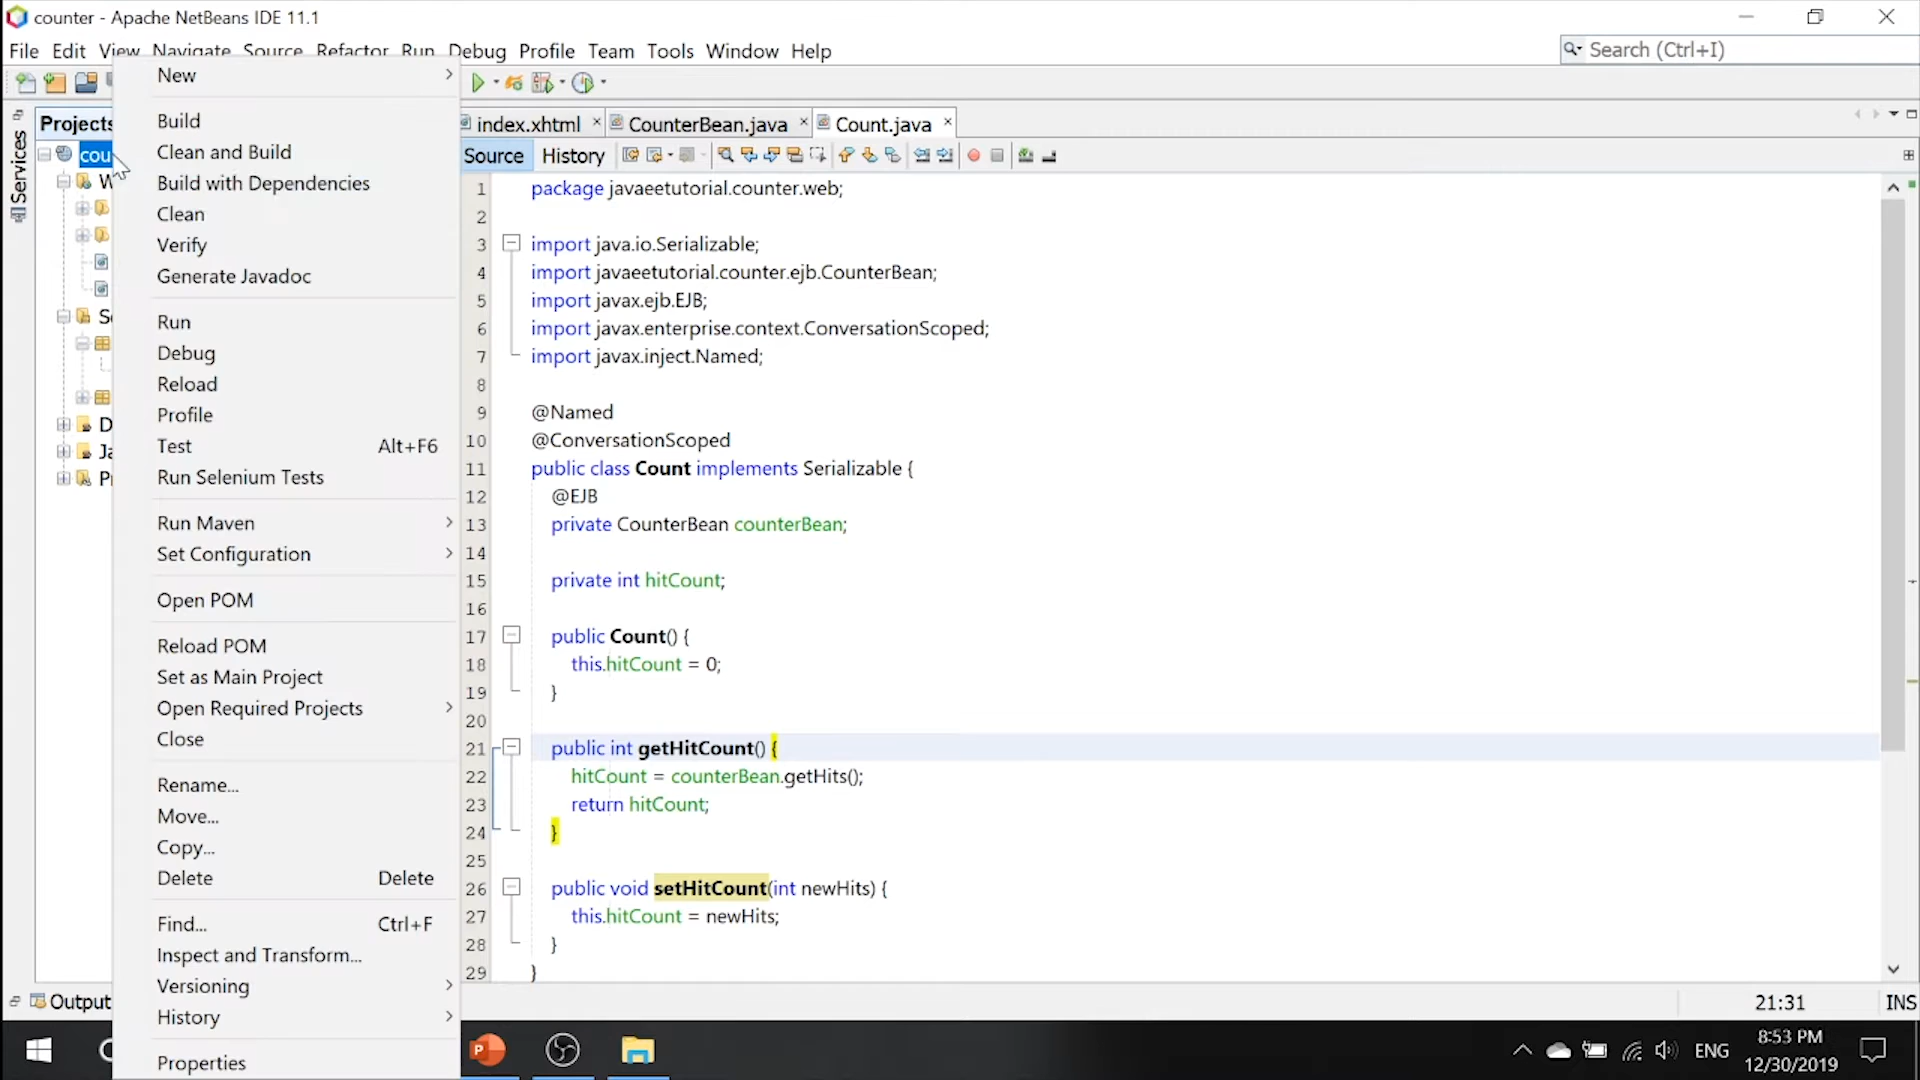 counter - Apache NetBeans IDE 11.1
File Edit View Navigate Source Refactor Run Debug Profile Team Tools Window Help
Search (Ctrl+I)
Services
Projects
cou
W
S
D
Ja
P
New
Build
Clean and Build
Build with Dependencies
Clean
Verify
Generate Javadoc
Run
Debug
Reload
Profile
Test Alt+F6
Run Selenium Tests
Run Maven
Set Configuration
Open POM
Reload POM
Set as Main Project
Open Required Projects
Close
Rename...
Move...
Copy...
Delete Delete
Find... Ctrl+F
Inspect and Transform...
Versioning
History
Properties
index.xhtml CounterBean.java Count.java
Source History
1 package javaeetutorial.counter.web;
2
3 import java.io.Serializable;
4 import javaeetutorial.counter.ejb.CounterBean;
5 import javax.ejb.EJB;
6 import javax.enterprise.context.ConversationScoped;
7 import javax.inject.Named;
8
9 @Named
10 @ConversationScoped
11 public class Count implements Serializable {
12 @EJB
13 private CounterBean counterBean;
14
15 private int hitCount;
16
17 public Count() {
18 this.hitCount = 0;
19 }
20
21 public int getHitCount() {
22 hitCount = counterBean.getHits();
23 return hitCount;
24 }
25
26 public void setHitCount(int newHits) {
27 this.hitCount = newHits;
28 }
29 }
Output
21:31 INS
ENG
8:53 PM
12/30/2019